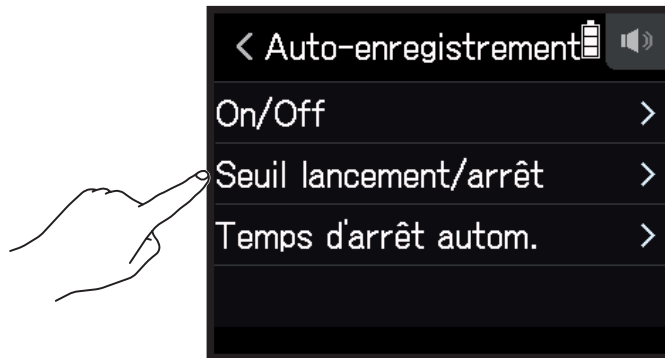 Auto-enregistrement
On/Off
Seuil lancement/arrêt
Temps d'arrêt autom.